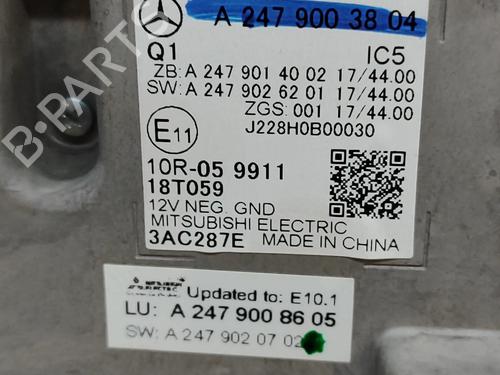 A 247 900 38 04
Q1 IC5
ZB: A 247 901 40 02 17/44.00
SW: A 247 902 62 01 17/44.00
ZGS: 001 17/44.00
J228H0B00030
E11
10R-05 9911
18T059
12V NEG. GND
MITSUBISHI ELECTRIC
3AC287E MADE IN CHINA
MITSUBISHI ELECTRIC
Updated to: E10.1
LU: A 247 900 86 05
SW: A 247 902 07 02
B-PARTS